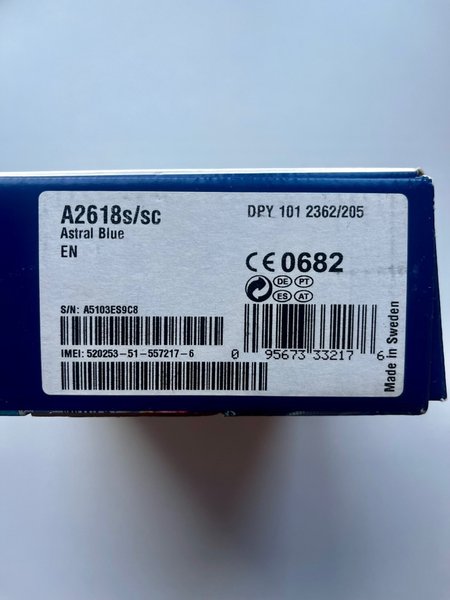 A2618s/sc
DPY 101 2362/205
Astral Blue
EN
CE 0682
DE PT
ES AT
S/N: A5103ES9C8
IMEI: 520253-51-557217-6
0 95673 33217 6
Made in Sweden